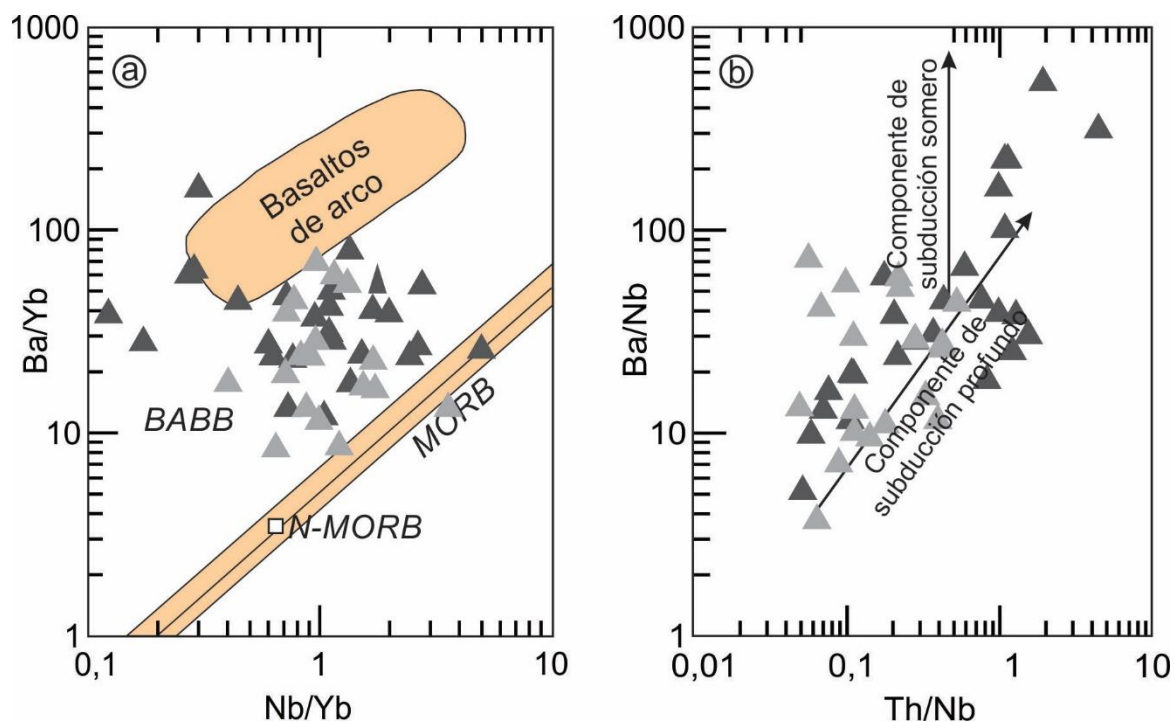 1000
a
Basaltos
de arco
100
Ba/Yb
BABB
MORB
10
N-MORB
1
0,1
1
10
Nb/Yb
1000
b
Componente de
subducción somero
100
Ba/Nb
Componente de
subducción profundo
10
1
0,01
0,1
1
10
Th/Nb